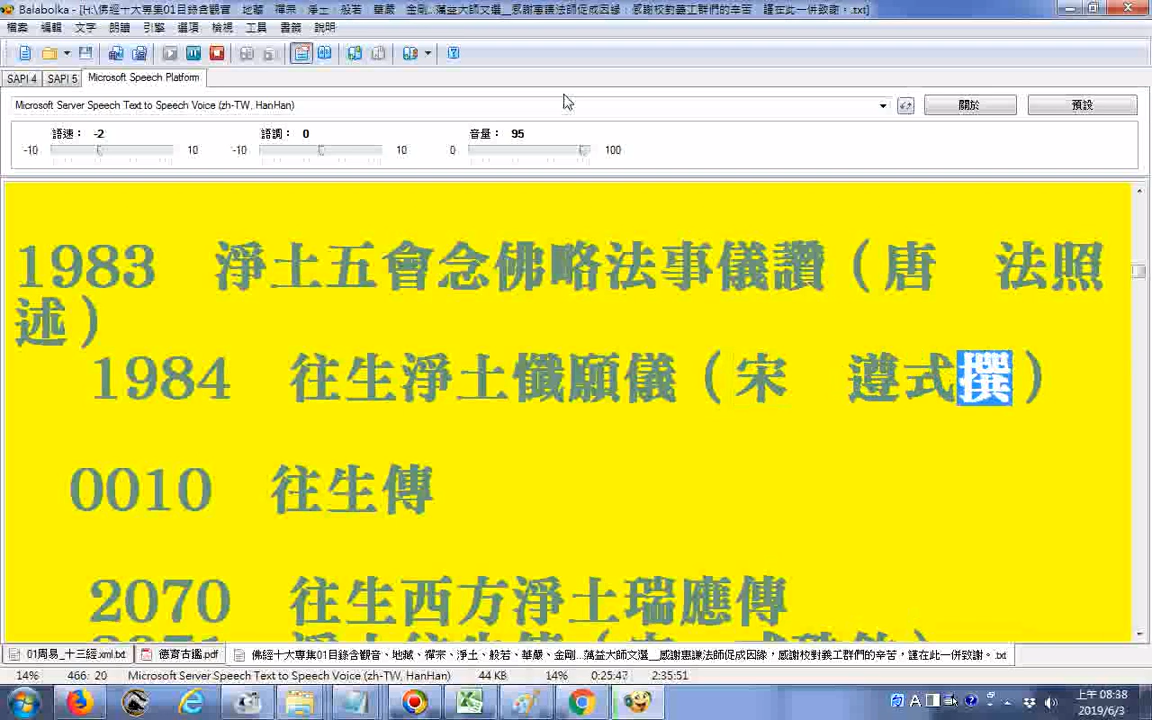 Balabolka - [H:\佛經十大專集01目錄含觀音　地藏　禪宗．淨土．般若　華嚴　金剛...蕅益大師文選__感謝惠謙法師促成因緣，感謝校對義工群們的辛苦　謹在此一併致謝。.txt]
檔案 編輯 文字 朗讀 引擎 選項 檢視 工具 書籤 說明
SAPI 4 SAPI 5 Microsoft Speech Platform
Microsoft Server Speech Text to Speech Voice (zh-TW, HanHan) 關於 預設
語速： -2 語調： 0 音量： 95
-10 10 -10 10 0 100
1983　淨土五會念佛略法事儀讚（唐　法照
述）
1984　往生淨土懺願儀（宋　遵式撰）
0010　往生傳
2070　往生西方淨土瑞應傳
01周易_十三經.xml.txt 德育古鑑.pdf 佛經十大專集01目錄含觀音、地藏、禪宗、淨土、般若、華嚴、金剛...蕅益大師文選__感謝惠謙法師促成因緣，感謝校對義工群們的辛苦，謹在此一併致謝。.txt
14% 466: 20 Microsoft Server Speech Text to Speech Voice (zh-TW, HanHan) 44 KB 14% 0:25:47 2:35:51
上午 08:38
2019/6/3